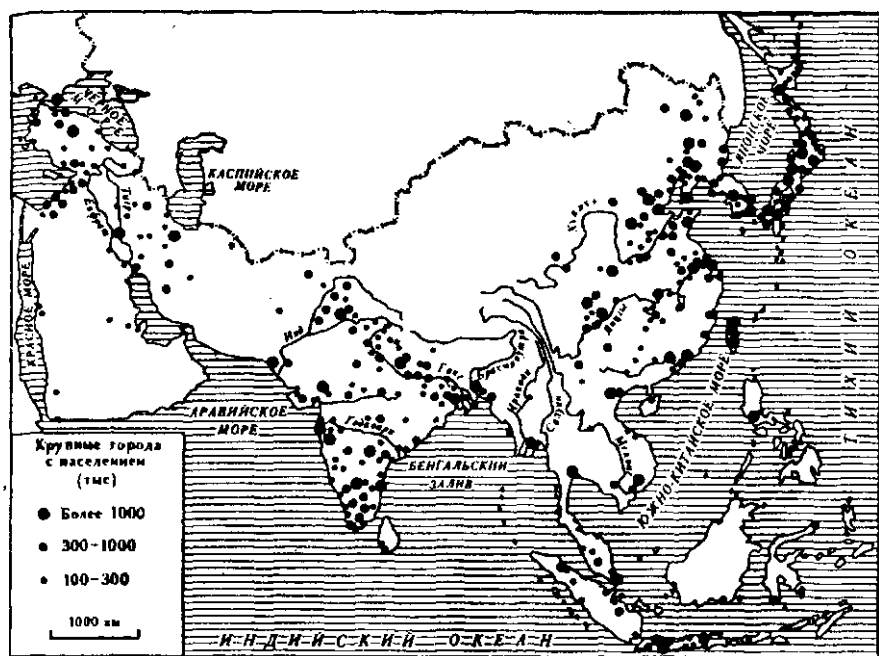 ЧЕРНОЕ
КАСПИЙСКОЕ
МОРЕ
ЯПОНСКОЕ
МОРЕ
Тигр
Евфрат
Хуанхэ
КРАСНОЕ МОРЕ
Инд
Ганг
Брахмапутра
Янцзы
ТИХИЙ ОКЕАН
АРАВИЙСКОЕ
МОРЕ
Годавари
Иравади
Салуин
Меконг
БЕНГАЛЬСКИЙ
ЗАЛИВ
ЮЖНО-КИТАЙСКОЕ МОРЕ
Крупные города
с населением
(тыс)
Более 1000
300-1000
100-300
1000 км
ИНДИЙСКИЙ ОКЕАН